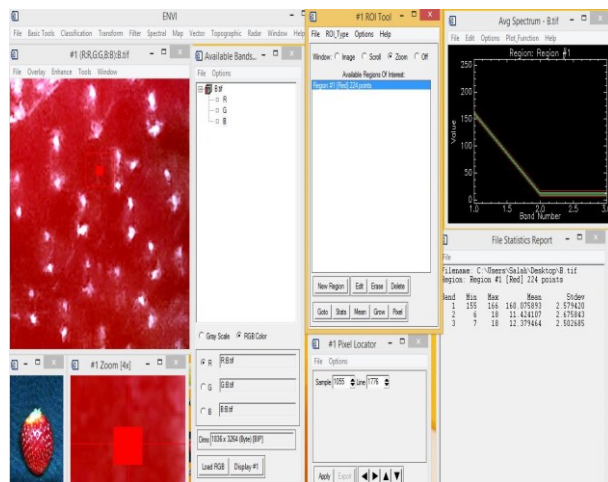 ENVI
File Basic Tools Classification Transform Filter Spectral Map Vector Topographic Radar Window Help
#1 (R:R,G:G,B:B):B.tif
File Overlay Enhance Tools Window
#1 Zoom [4x]
Available Bands...
File Options
B.tif
R
G
B
Gray Scale RGB Color
R R:B.tif
G G:B.tif
B B:B.tif
Dims 1836 x 3264 (Byte) [BIP]
Load RGB Display #1
#1 ROI Tool
File ROI_Type Options Help
Window: Image Scroll Zoom Off
Available Regions Of Interest:
Region #1 [Red] 224 points
New Region Edit Erase Delete
Goto Stats Mean Grow Pixel
#1 Pixel Locator
File Options
Sample 1055 Line 1776
Apply Export
Avg Spectrum - B.tif
File Edit Options Plot_Function Help
Region: Region #1
Value
250
200
150
100
50
0
1.0 1.5 2.0 2.5 3.0
Band Number
File Statistics Report
File
Filename: C:\Users\Salah\Desktop\B.tif
Region: Region #1 [Red] 224 points
Band Min Max Mean Stdev
1 155 166 160.075893 2.579420
2 6 18 11.424107 2.675843
3 7 18 12.379464 2.502685